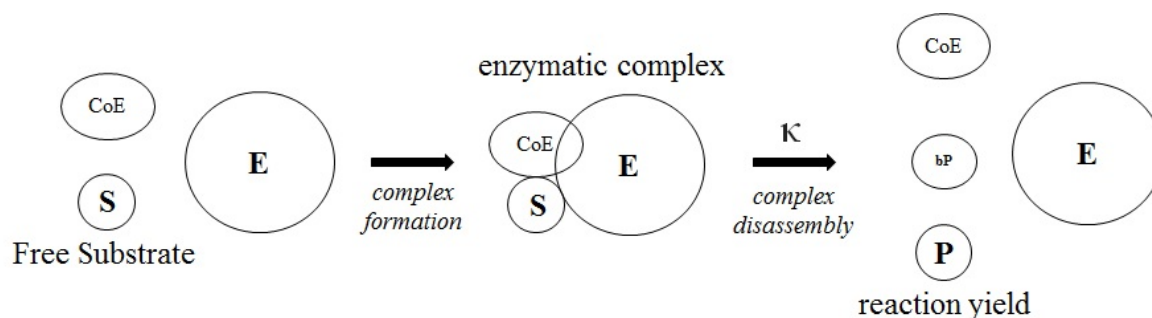 CoE
E
S
Free Substrate
complex
formation
enzymatic complex
CoE
E
S
κ
complex
disassembly
CoE
bP
E
P
reaction yield